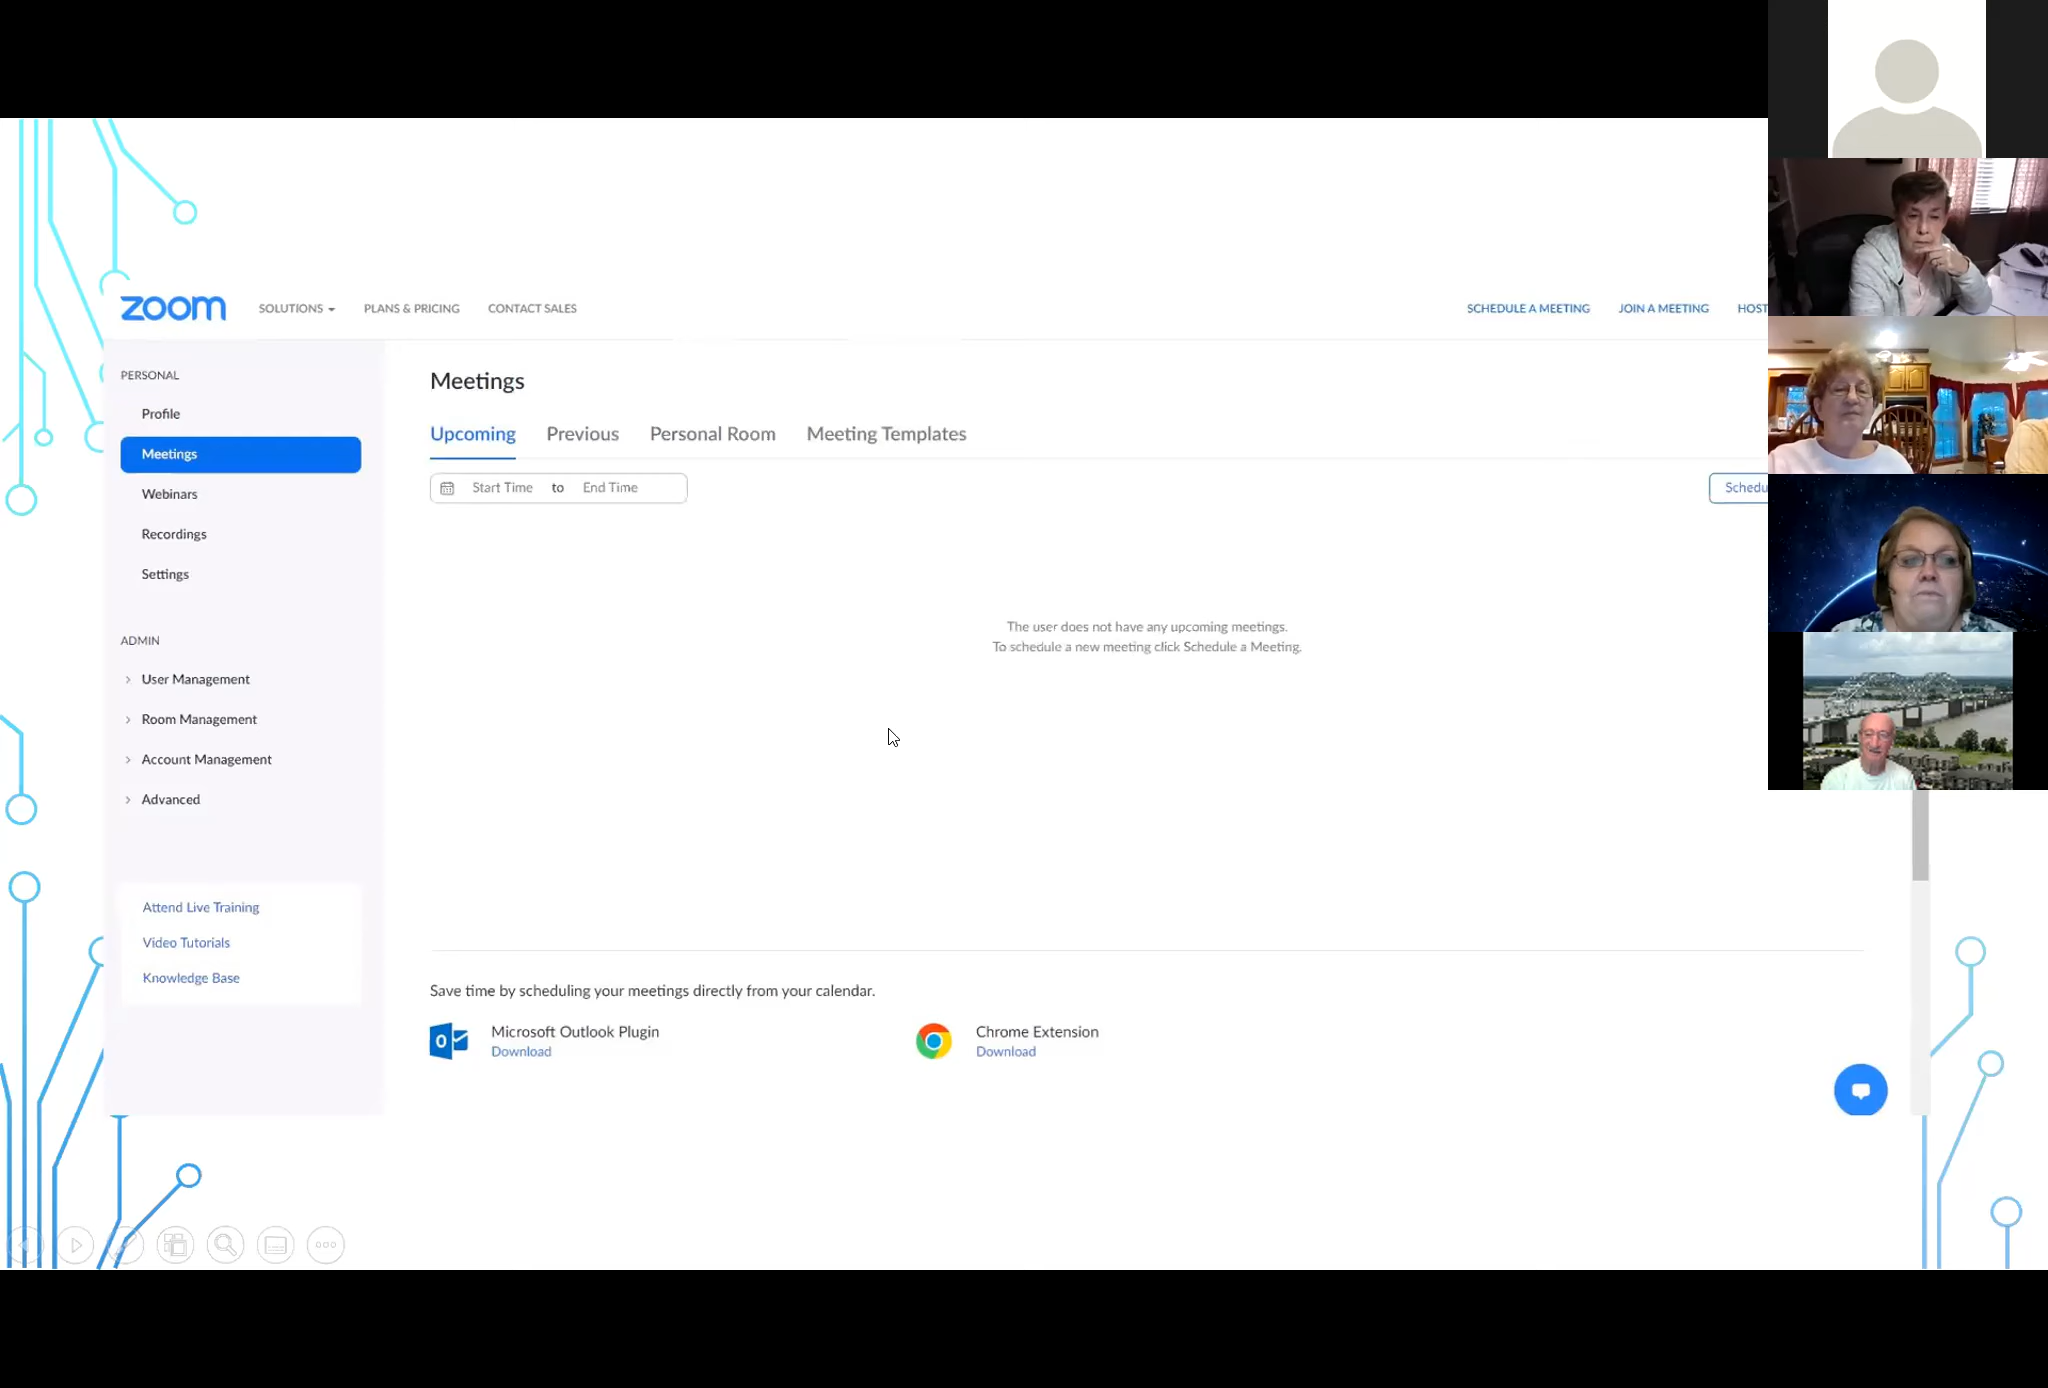 zoom
SOLUTIONS
PLANS & PRICING
CONTACT SALES
SCHEDULE A MEETING
JOIN A MEETING
HOST
PERSONAL
Profile
Meetings
Webinars
Recordings
Settings
ADMIN
User Management
Room Management
Account Management
Advanced
Attend Live Training
Video Tutorials
Knowledge Base
Meetings
Upcoming
Previous
Personal Room
Meeting Templates
Start Time to End Time
Schedu
The user does not have any upcoming meetings.
To schedule a new meeting click Schedule a Meeting.
Save time by scheduling your meetings directly from your calendar.
Microsoft Outlook Plugin
Download
Chrome Extension
Download